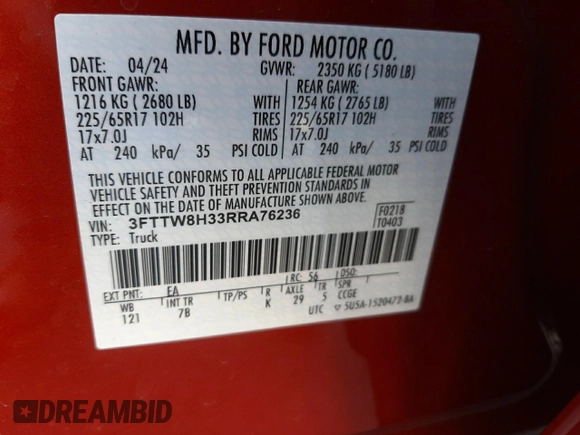 MFD. BY FORD MOTOR CO.
DATE: 04/24 GVWR: 2350 KG ( 5180 LB)
FRONT GAWR: REAR GAWR:
1216 KG ( 2680 LB) WITH 1254 KG ( 2765 LB) WITH
225/65R17 102H TIRES 225/65R17 102H TIRES
17x7.0J RIMS 17x7.0J RIMS
AT 240 kPa/ 35 PSI COLD AT 240 kPa/ 35 PSI COLD
THIS VEHICLE CONFORMS TO ALL APPLICABLE FEDERAL MOTOR
VEHICLE SAFETY AND THEFT PREVENTION STANDARDS IN
EFFECT ON THE DATE OF MANUFACTURE SHOWN ABOVE.
VIN: 3FTTW8H33RRA76236 F0218
TYPE: Truck T0403
EXT PNT: EA RC: 56 DSO:
WB INT TR TP/PS R AXLE TR SPR
121 7B K 29 5 CCGE
UTC 5U5A-1520472-BA
DREAMBID